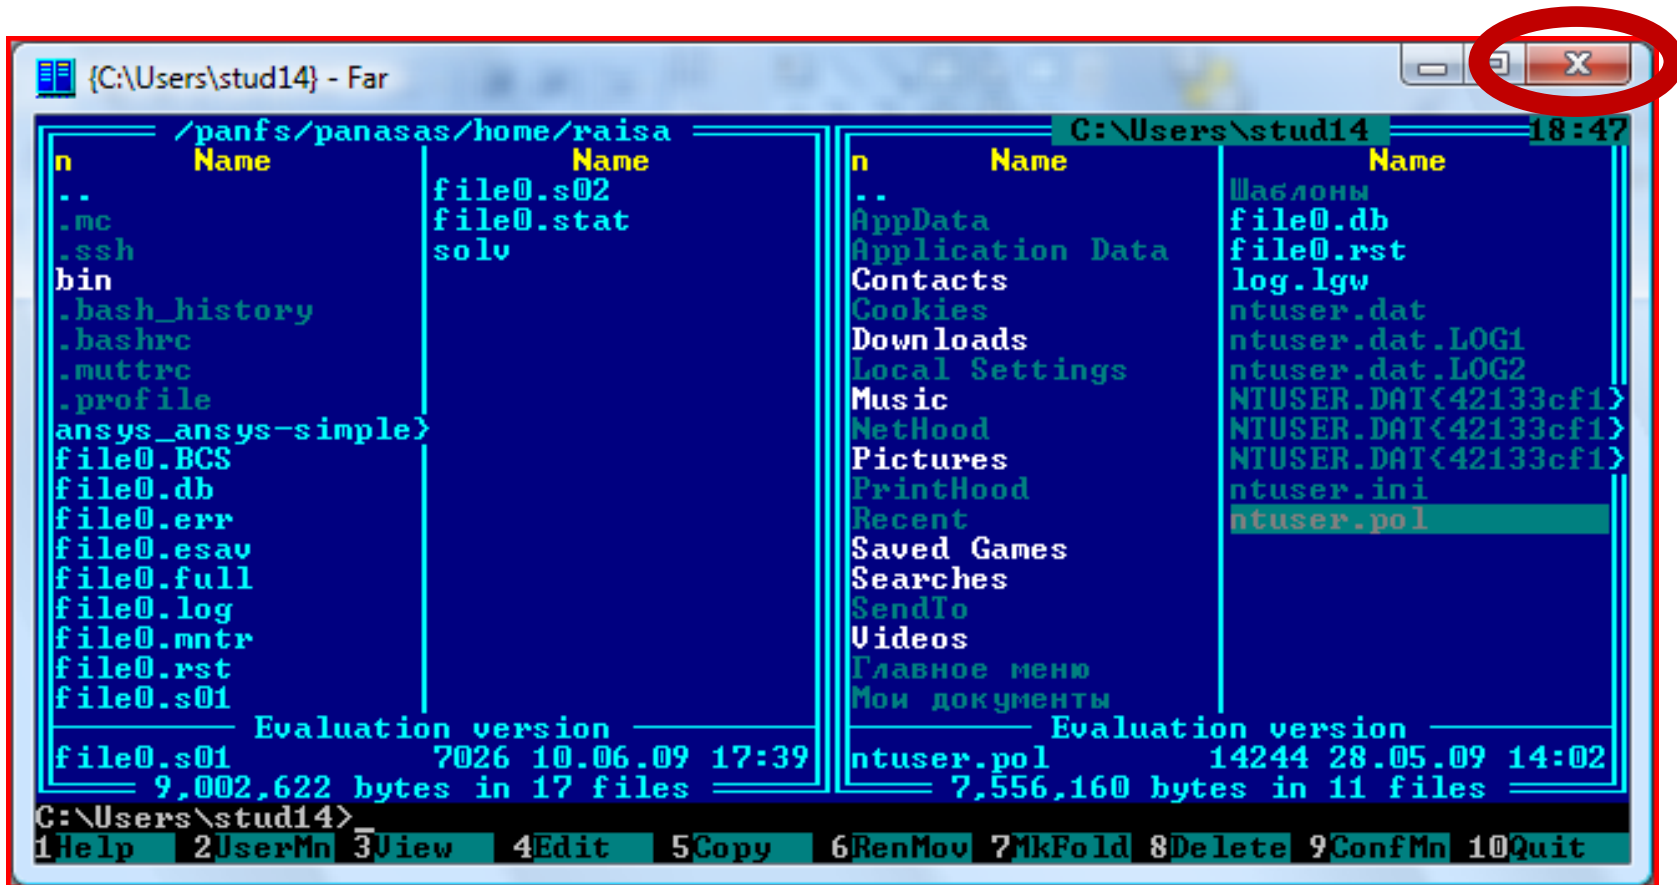 {C:\Users\stud14} - Far
/panfs/panasas/home/raisa
n Name Name
..
.mc
.ssh
bin
.bash_history
.bashrc
.muttrc
.profile
ansys_ansys-simple}
file0.BCS
file0.db
file0.err
file0.esav
file0.full
file0.log
file0.mntr
file0.rst
file0.s01
file0.s02
file0.stat
solv
Evaluation version
file0.s01 7026 10.06.09 17:39
9,002,622 bytes in 17 files
C:\Users\stud14 18:47
n Name Name
..
AppData
Application Data
Contacts
Cookies
Downloads
Local Settings
Music
NetHood
Pictures
PrintHood
Recent
Saved Games
Searches
SendTo
Videos
Главное меню
Мои документы
Шаблоны
file0.db
file0.rst
log.lgw
ntuser.dat
ntuser.dat.LOG1
ntuser.dat.LOG2
NTUSER.DAT{42133cf1}
NTUSER.DAT{42133cf1}
NTUSER.DAT{42133cf1}
ntuser.ini
ntuser.pol
Evaluation version
ntuser.pol 14244 28.05.09 14:02
7,556,160 bytes in 11 files
C:\Users\stud14>_
1Help 2UserMn 3View 4Edit 5Copy 6RenMov 7MkFold 8Delete 9ConfMn 10Quit